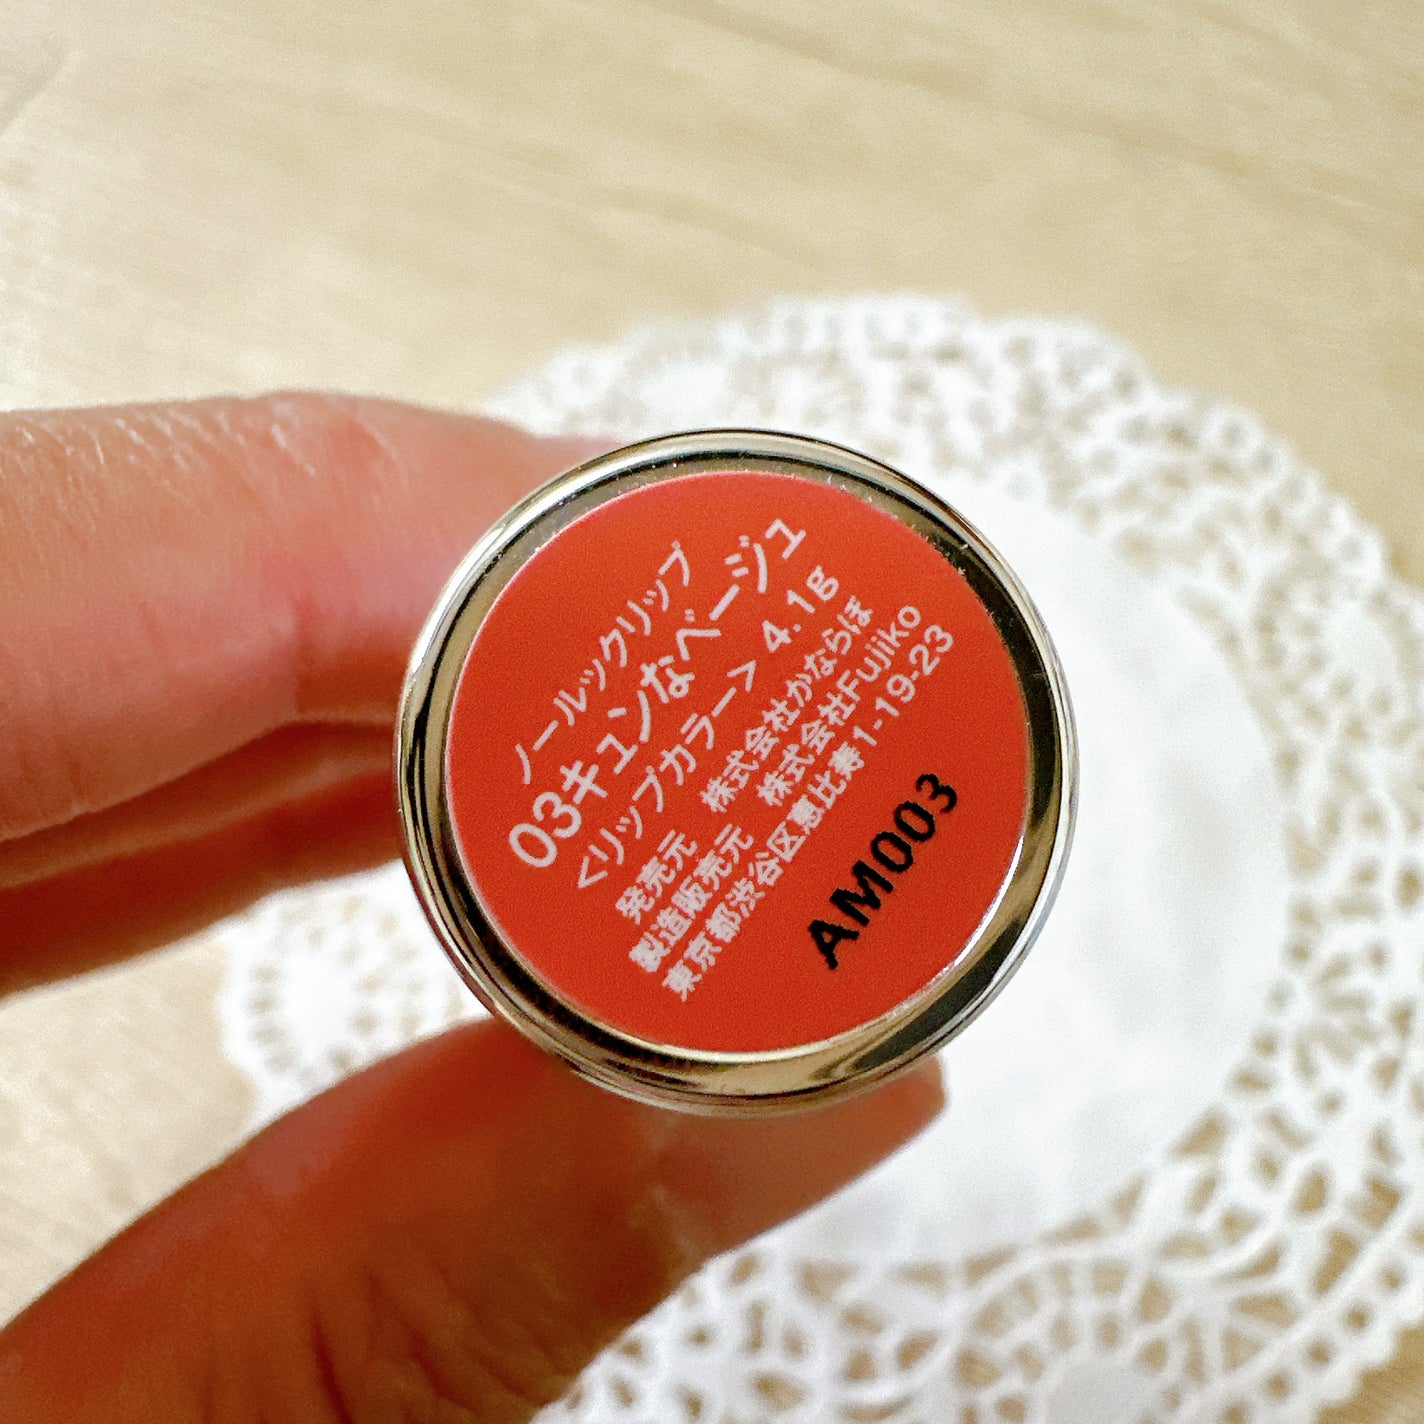 ノールックリップ
03キュンなベージュ
<リップカラー> 4.1g
発売元 株式会社かならぼ
製造販売元 株式会社Fujiko
東京都渋谷区恵比寿1-19-23
AM003